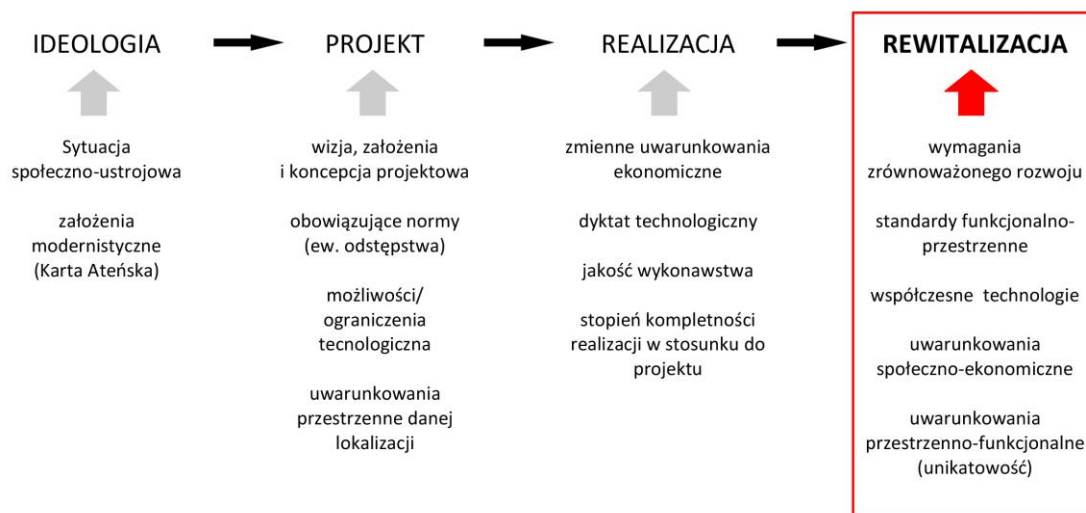 IDEOLOGIA
PROJEKT
REALIZACJA
REWITALIZACJA
Sytuacja
społeczno-ustrojowa
założenia
modernistyczne
(Karta Ateńska)
wizja, założenia
i koncepcja projektowa
obowiązujące normy
(ew. odstępstwa)
możliwości/
ograniczenia
tecnologiczna
uwarunkowania
przestrzenne danej
lokalizacji
zmienne uwarunkowania
ekonomiczne
dyktat technologiczny
jakość wykonawstwa
stopień kompletności
realizacji w stosunku do
projektu
wymagania
zrównoważonego rozwoju
standardy funkcjonalno-
przestrzenne
współczesne technologie
uwarunkowania
społeczno-ekonomiczne
uwarunkowania
przestrzenno-funkcjonalne
(unikatowość)